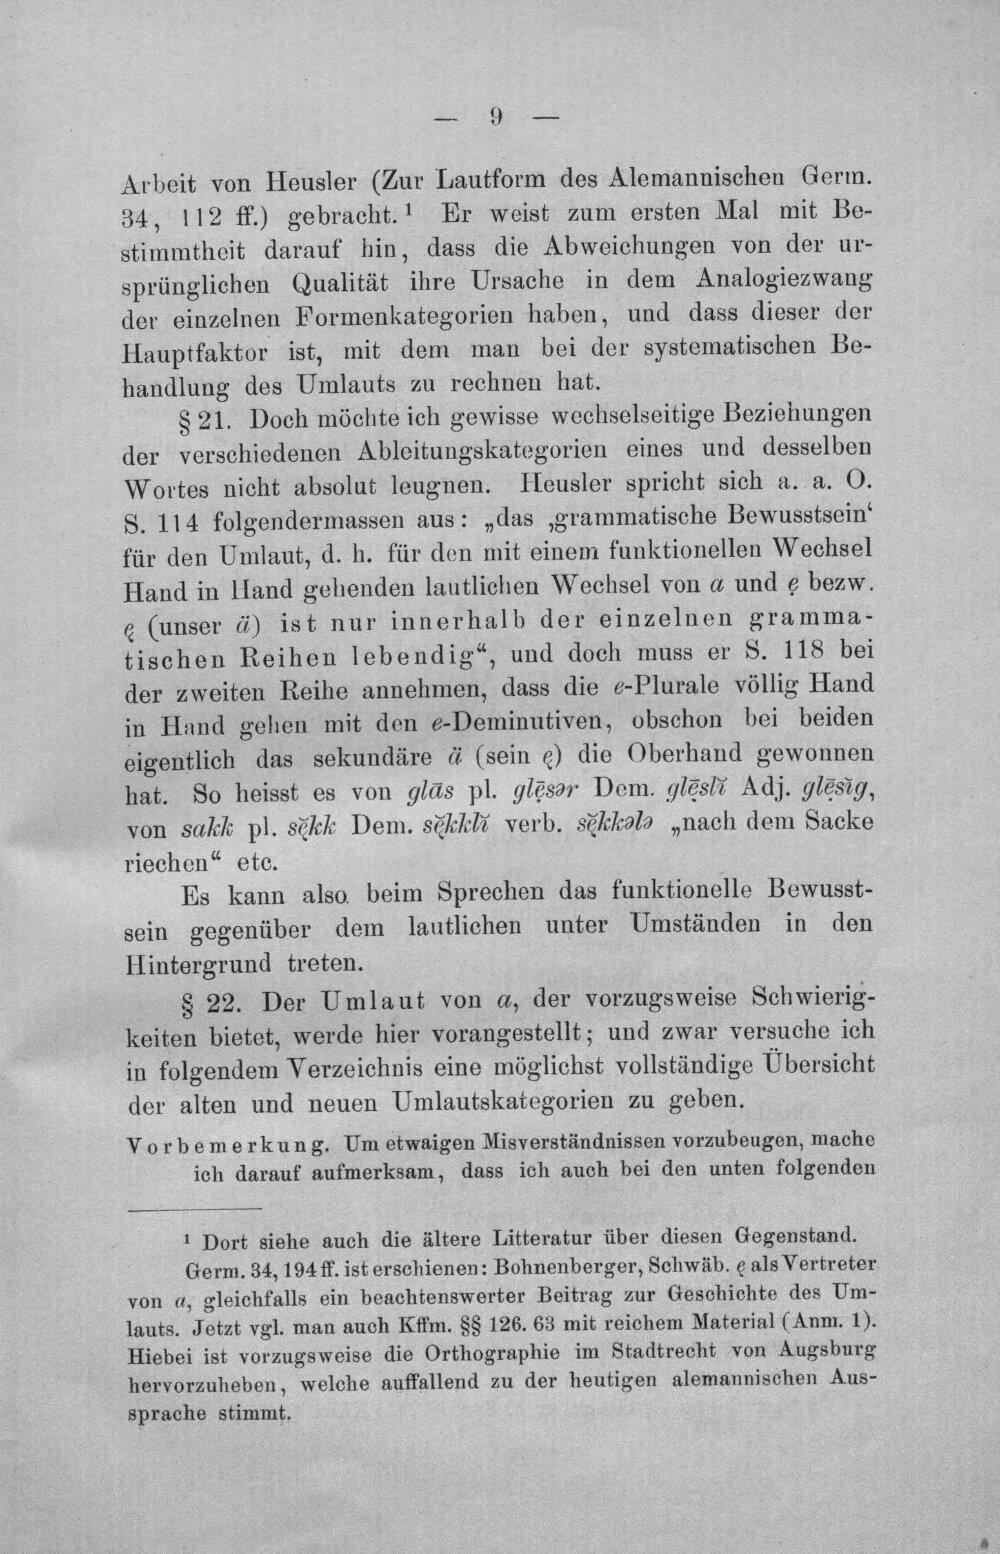 — 9 —
Arbeit von Heusler (Zur Lautform des Alemannischen Germ.
34, 112 ff.) gebracht.¹ Er weist zum ersten Mal mit Be-
stimmtheit darauf hin, dass die Abweichungen von der ur-
sprünglichen Qualität ihre Ursache in dem Analogiezwang
der einzelnen Formenkategorien haben, und dass dieser der
Hauptfaktor ist, mit dem man bei der systematischen Be-
handlung des Umlauts zu rechnen hat.
§ 21. Doch möchte ich gewisse wechselseitige Beziehungen
der verschiedenen Ableitungskategorien eines und desselben
Wortes nicht absolut leugnen. Heusler spricht sich a. a. O.
S. 114 folgendermassen aus: „das ‚grammatische Bewusstsein‘
für den Umlaut, d. h. für den mit einem funktionellen Wechsel
Hand in Hand gehenden lautlichen Wechsel von a und ẹ bezw.
ę (unser ä) ist nur innerhalb der einzelnen gramma-
tischen Reihen lebendig“, und doch muss er S. 118 bei
der zweiten Reihe annehmen, dass die e-Plurale völlig Hand
in Hand gehen mit den e-Deminutiven, obschon bei beiden
eigentlich das sekundäre ä (sein ę) die Oberhand gewonnen
hat. So heisst es von glās pl. glę̄sər Dem. glę̄slĭ Adj. glę̄sĭg,
von sakk pl. sę̆kk Dem. sę̆kklĭ verb. sę̆kkələ „nach dem Sacke
riechen“ etc.
Es kann also beim Sprechen das funktionelle Bewusst-
sein gegenüber dem lautlichen unter Umständen in den
Hintergrund treten.
§ 22. Der Umlaut von a, der vorzugsweise Schwierig-
keiten bietet, werde hier vorangestellt; und zwar versuche ich
in folgendem Verzeichnis eine möglichst vollständige Übersicht
der alten und neuen Umlautskategorien zu geben.
Vorbemerkung. Um etwaigen Misverständnissen vorzubeugen, mache
ich darauf aufmerksam, dass ich auch bei den unten folgenden
¹ Dort siehe auch die ältere Litteratur über diesen Gegenstand.
Germ. 34, 194 ff. ist erschienen: Bohnenberger, Schwäb. ę als Vertreter
von a, gleichfalls ein beachtenswerter Beitrag zur Geschichte des Um-
lauts. Jetzt vgl. man auch Kffm. §§ 126. 63 mit reichem Material (Anm. 1).
Hiebei ist vorzugsweise die Orthographie im Stadtrecht von Augsburg
hervorzuheben, welche auffallend zu der heutigen alemannischen Aus-
sprache stimmt.